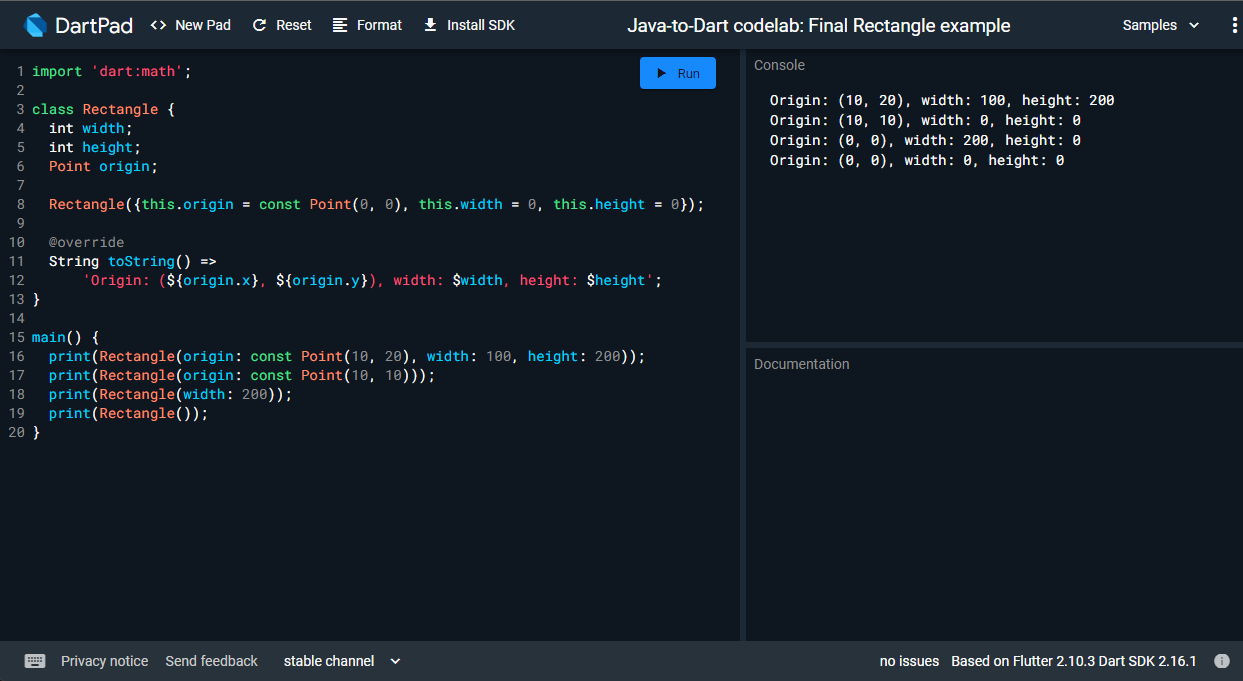 DartPad <> New Pad Reset Format Install SDK Java-to-Dart codelab: Final Rectangle example Samples
Run
1 import 'dart:math';
2
3 class Rectangle {
4   int width;
5   int height;
6   Point origin;
7
8   Rectangle({this.origin = const Point(0, 0), this.width = 0, this.height = 0});
9
10   @override
11   String toString() =>
12       'Origin: (${origin.x}, ${origin.y}), width: $width, height: $height';
13 }
14
15 main() {
16   print(Rectangle(origin: const Point(10, 20), width: 100, height: 200));
17   print(Rectangle(origin: const Point(10, 10)));
18   print(Rectangle(width: 200));
19   print(Rectangle());
20 }
Console
Origin: (10, 20), width: 100, height: 200
Origin: (10, 10), width: 0, height: 0
Origin: (0, 0), width: 200, height: 0
Origin: (0, 0), width: 0, height: 0
Documentation
Privacy notice Send feedback stable channel no issues Based on Flutter 2.10.3 Dart SDK 2.16.1